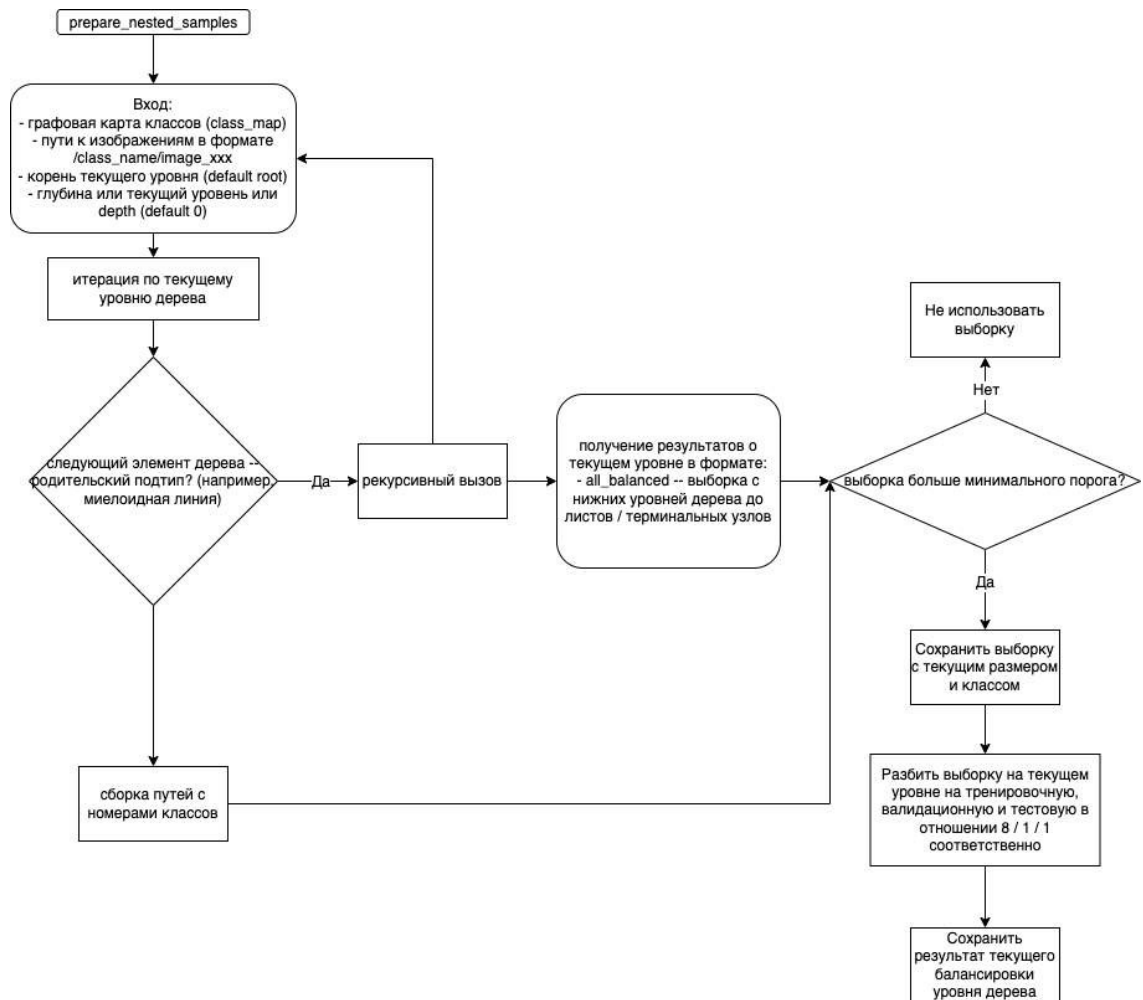 prepare_nested_samples
Вход:
- графовая карта классов (class_map)
- пути к изображениям в формате
/class_name/image_xxx
- корень текущего уровня (default root)
- глубина или текущий уровень или
depth (default 0)
итерация по текущему
уровню дерева
следующий элемент дерева --
родительский подтип? (например,
миелоидная линия)
Да
рекурсивный вызов
получение результатов о
текущем уровне в формате:
- all_balanced -- выборка с
нижних уровней дерева до
листов / терминальных узлов
выборка больше минимального порога?
Нет
Не использовать
выборку
Да
Сохранить выборку
с текущим размером
и классом
Разбить выборку на текущем
уровне на тренировочную,
валидационную и тестовую в
отношении 8 / 1 / 1
соответственно
Сохранить
результат текущего
балансировки
уровня дерева
сборка путей с
номерами классов